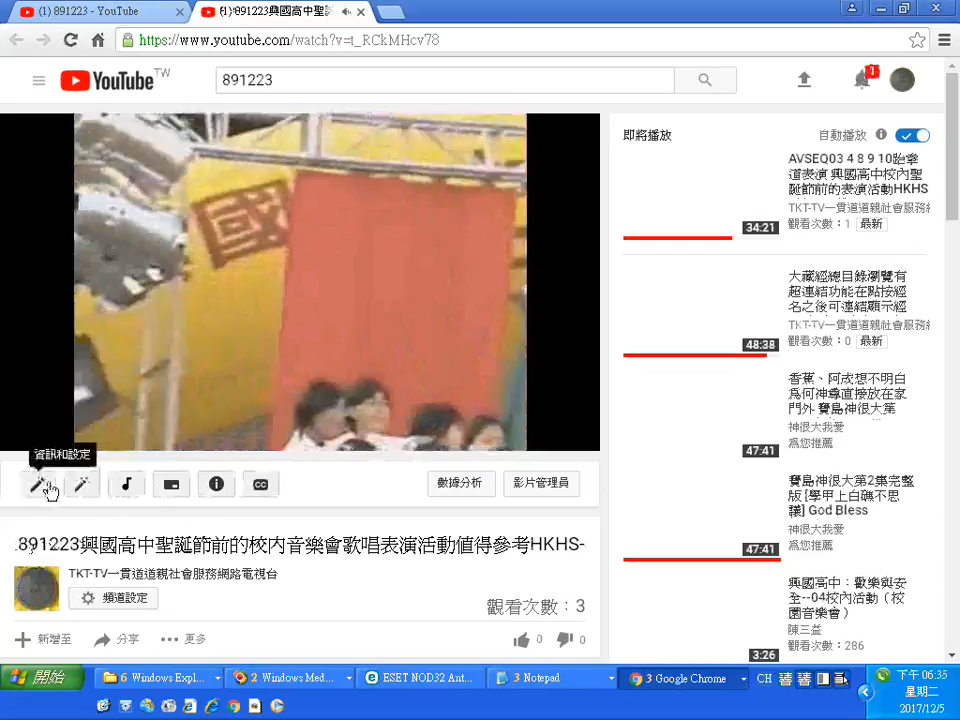 (1) 891223 - YouTube
(1) 891223興國高中聖誕
https://www.youtube.com/watch?v=t_RCkMHcv78
YouTube TW
891223
1
國
即將播放
自動播放
AVSEQ03 4 8 9 10跆拳
道表演 興國高中校內聖
誕節前的表演活動HKHS
TKT-TV一貫道道親社會服務網
觀看次數：1 最新
34:21
大藏經總目錄瀏覽有
超連結功能在點按經
名之後可連結顯示經
TKT-TV一貫道道親社會服務網
觀看次數：0 最新
48:38
香蕉、阿成想不明白
為何神尊直接放在家
門外 寶島神很大第
神很大我愛
為您推薦
47:41
寶島神很大第2集完整
版 [學甲上白礁不思
議] God Bless
神很大我愛
為您推薦
47:41
興國高中：歡樂與安
全--04校內活動（校
園音樂會）
陳三益
觀看次數：286
3:26
資訊和設定
CC
數據分析
影片管理員
.891223興國高中聖誕節前的校內音樂會歌唱表演活動值得參考HKHS-
TKT-TV一貫道道親社會服務網路電視台
頻道設定
觀看次數：3
新增至 分享 更多
0 0
開始
6 Windows Expl...
2 Windows Med...
ESET NOD32 Ant...
3 Notepad
3 Google Chrome
CH
下午 06:35
星期二
2017/12/5